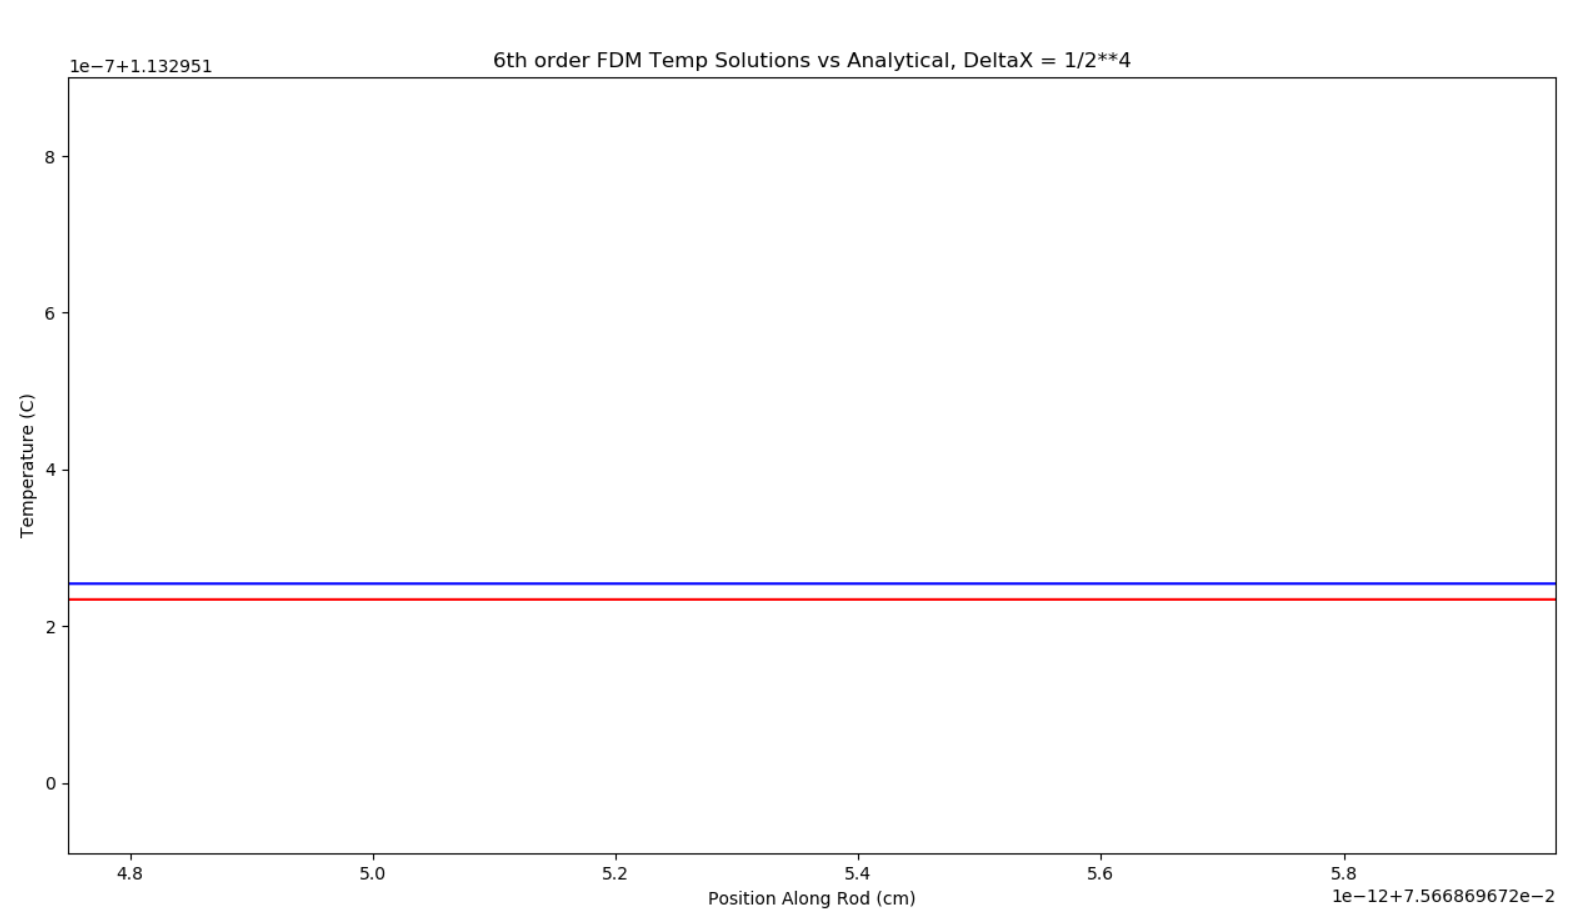 6th order FDM Temp Solutions vs Analytical, DeltaX = 1/2**4
1e−7+1.132951
8
6
4
2
0
Temperature (C)
4.8 5.0 5.2 5.4 5.6 5.8
Position Along Rod (cm)
1e−12+7.566869672e−2